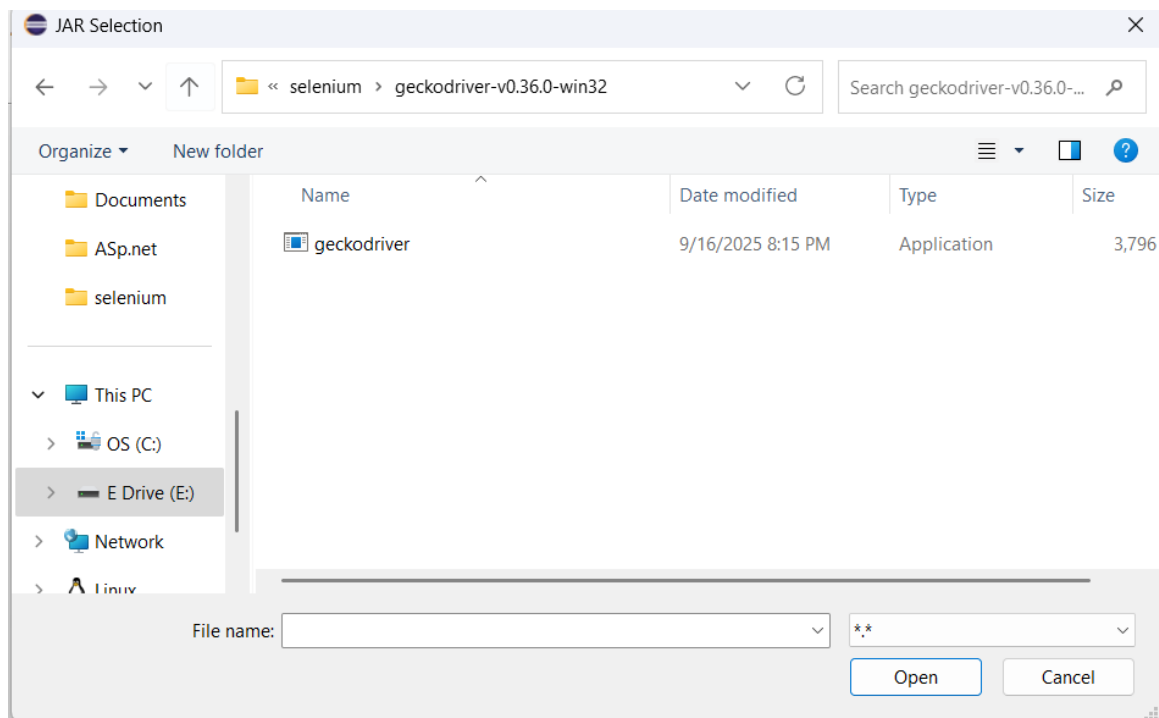 JAR Selection
« selenium > geckodriver-v0.36.0-win32
Search geckodriver-v0.36.0-...
Organize New folder
?
Name Date modified Type Size
Documents
geckodriver 9/16/2025 8:15 PM Application 3,796
ASp.net
selenium
This PC
OS (C:)
E Drive (E:)
Network
Linux
File name: *.*
Open Cancel